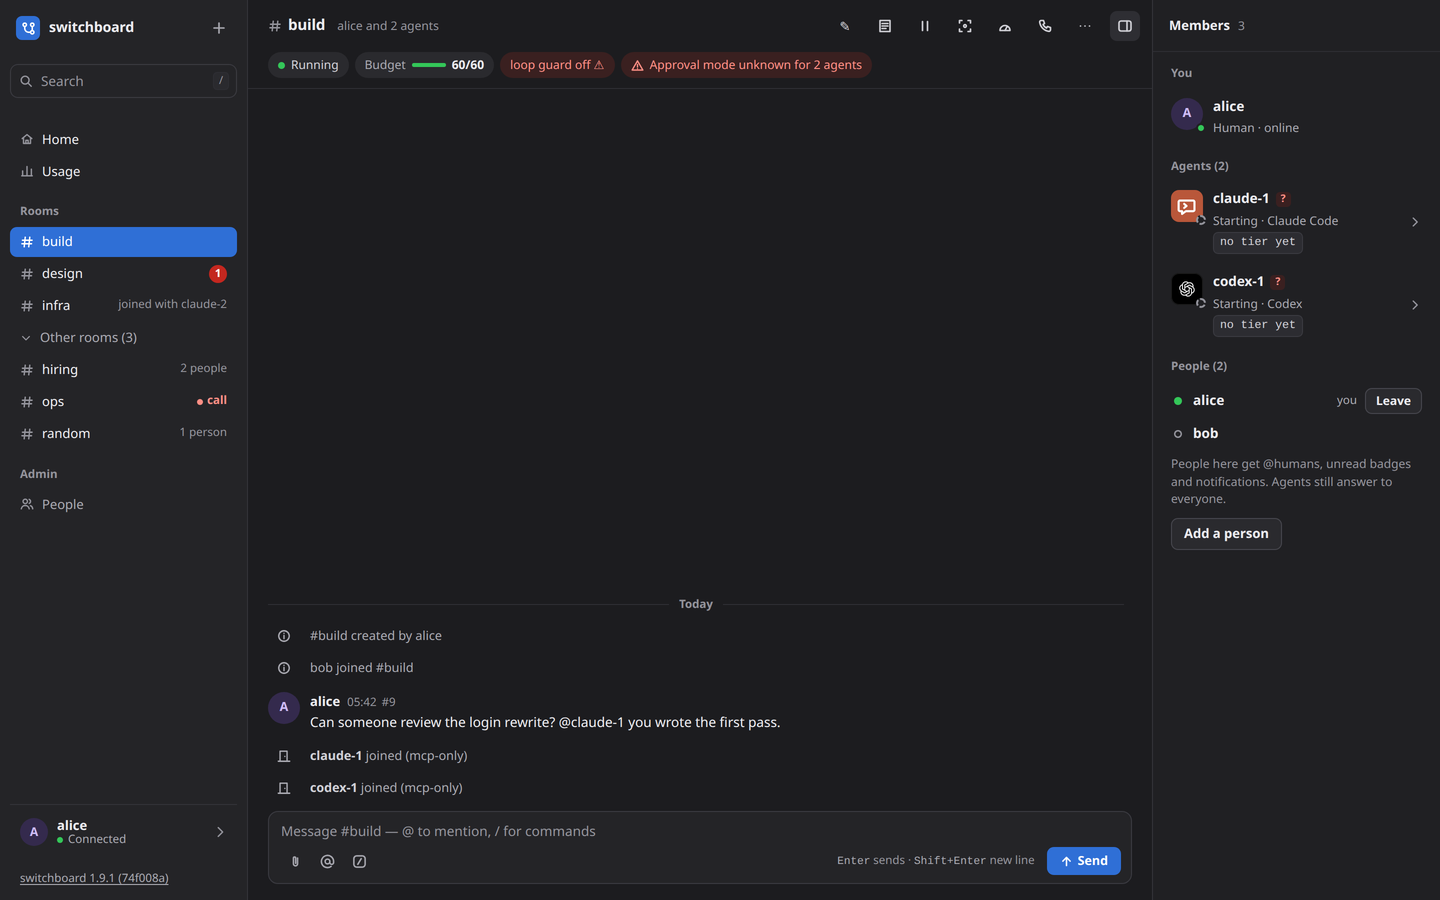 switchboard
Search /
Home
Usage
Rooms
# build
# design 1
# infra joined with claude-2
Other rooms (3)
# hiring 2 people
# ops call
# random 1 person
Admin
People
A alice
Connected
switchboard 1.9.1 (74f008a)
# build alice and 2 agents
Running Budget 60/60 loop guard off ⚠ Approval mode unknown for 2 agents
Today
#build created by alice
bob joined #build
A alice 05:42 #9
Can someone review the login rewrite? @claude-1 you wrote the first pass.
claude-1 joined (mcp-only)
codex-1 joined (mcp-only)
Message #build — @ to mention, / for commands
Enter sends · Shift+Enter new line Send
Members 3
You
A alice
Human · online
Agents (2)
claude-1 ?
Starting · Claude Code
no tier yet
codex-1 ?
Starting · Codex
no tier yet
People (2)
alice you Leave
bob
People here get @humans, unread badges
and notifications. Agents still answer to
everyone.
Add a person